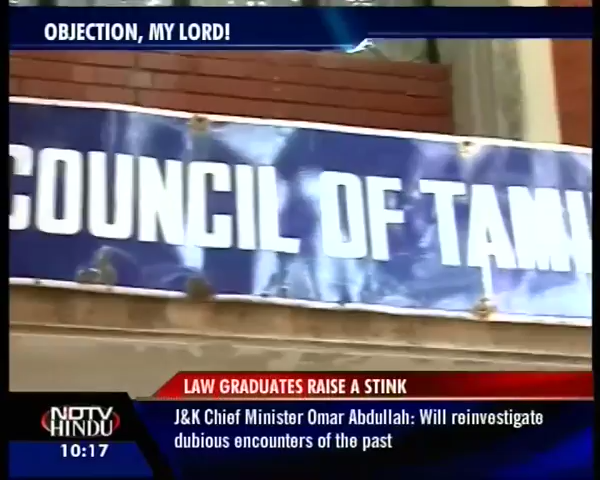 OBJECTION, MY LORD!
COUNCIL OF TAMI
LAW GRADUATES RAISE A STINK
J&K Chief Minister Omar Abdullah: Will reinvestigate
dubious encounters of the past
NDTV
HINDU
10:17